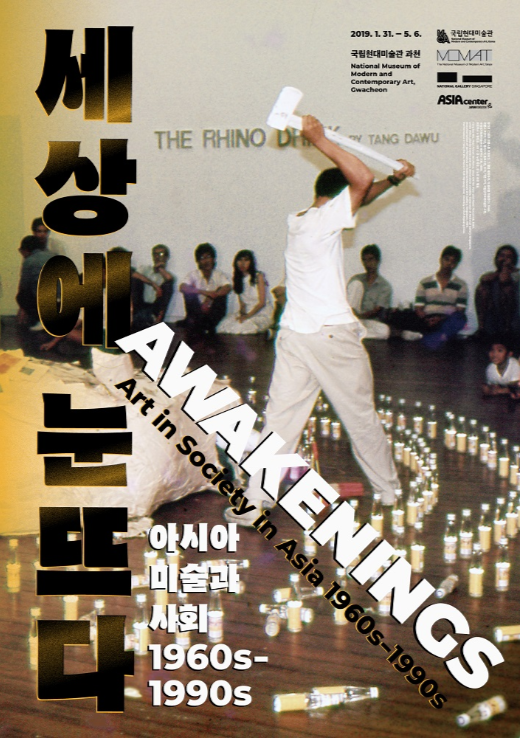 세상에 눈뜨다
2019. 1. 31. – 5. 6.
국립현대미술관 과천
National Museum of
Modern and
Contemporary Art,
Gwacheon
국립현대미술관
MOMAT
NATIONAL GALLERY SINGAPORE
ASIA center
THE RHINO DRINK BY TANG DAWU
AWAKENINGS
Art in Society in Asia 1960s–1990s
아시아
미술과
사회
1960s–
1990s